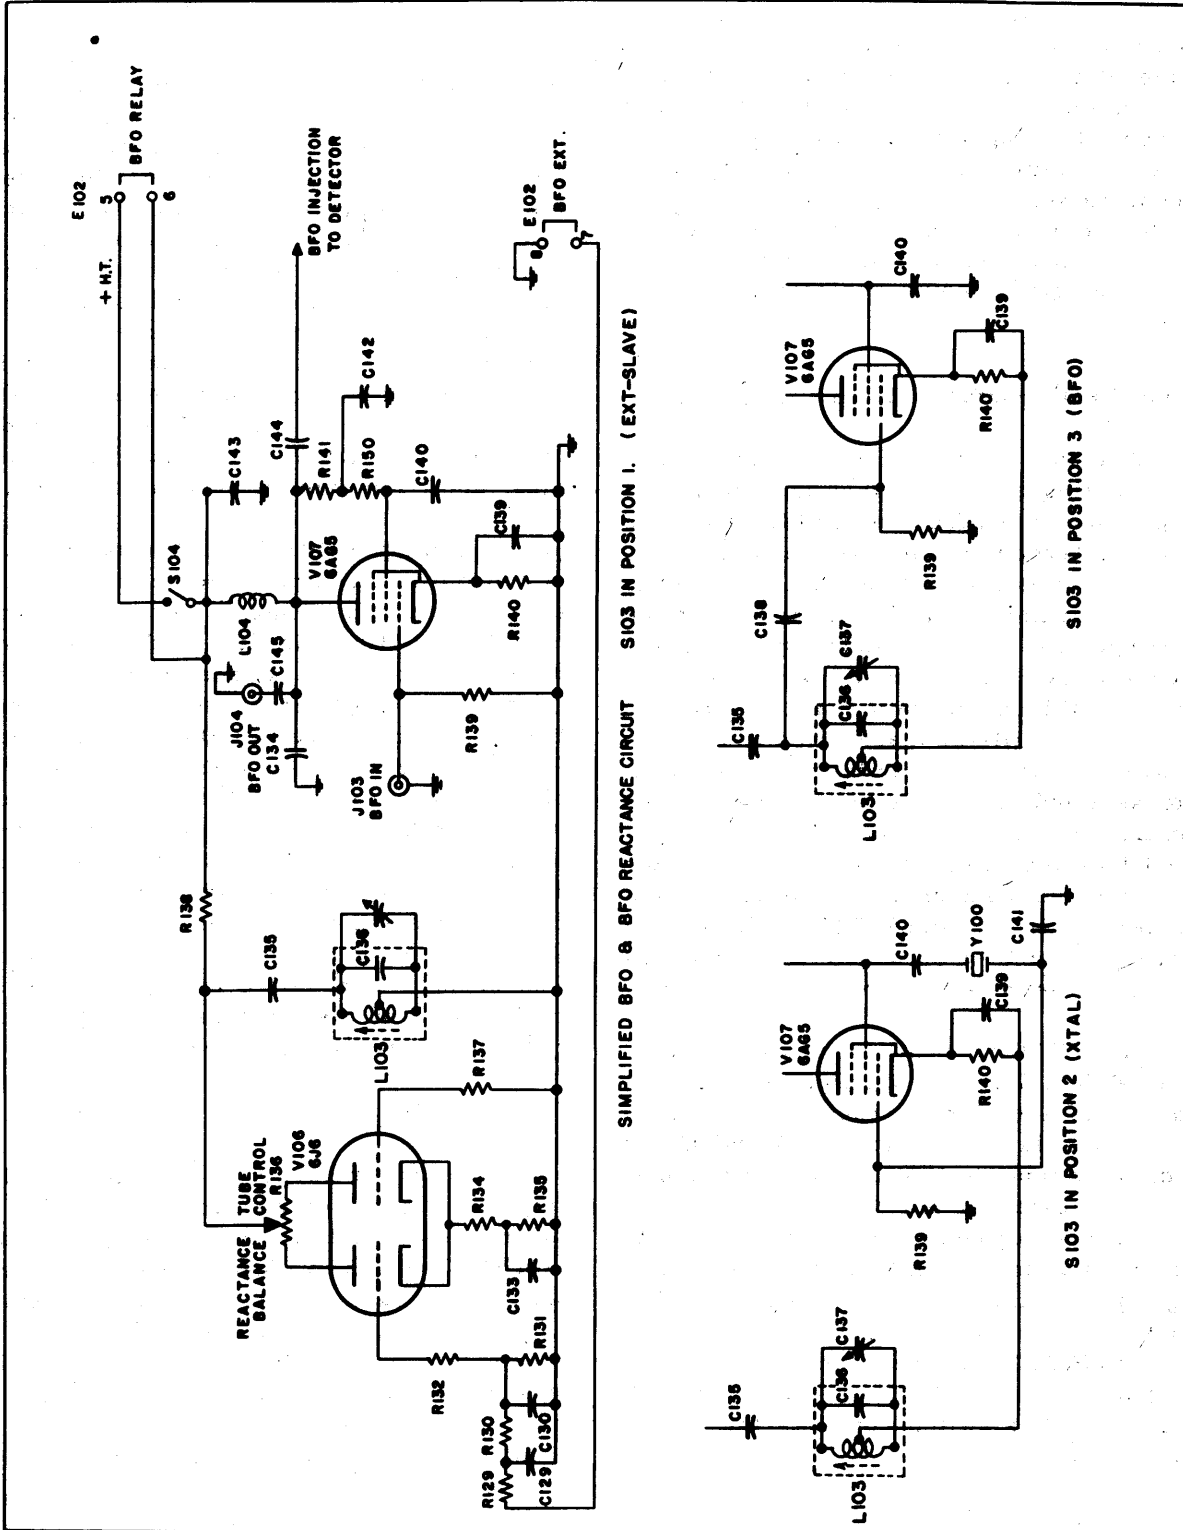 E102
5
6
BFO RELAY
+ H.T.
S104
C143
BFO INJECTION
TO DETECTOR
C144
L104
C145
J104
BFO OUT
C134
R138
R141
R150
C142
V107
6AG5
C140
C139
R140
R139
J103
BFO IN
E102
8
7
BFO EXT.
C135
C136
L103
REACTANCE TUBE
BALANCE CONTROL
R136
V106
6J6
R137
R134
R135
C133
R132
R131
R130
C130
R129
C129
SIMPLIFIED BFO & BFO REACTANCE CIRCUIT S103 IN POSITION 1. (EXT-SLAVE)
C135
C136
C137
L103
V107
6AG5
R139
R140
C139
C140
Y100
C141
S103 IN POSITION 2 (XTAL)
C135
C136
C137
L103
C138
V107
6AG5
R139
R140
C139
C140
S103 IN POSITION 3 (BFO)